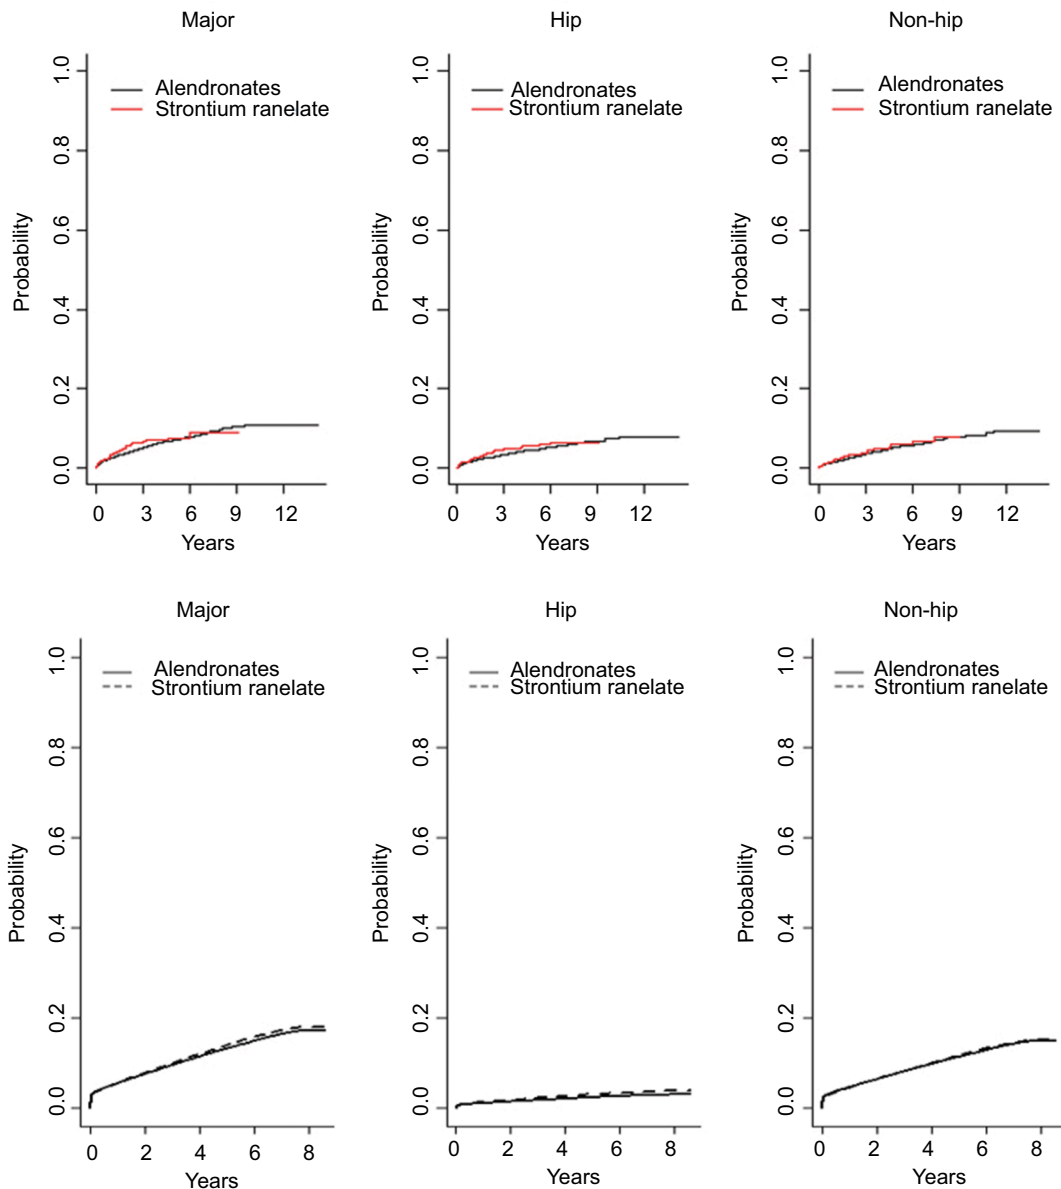 Major
Alendronates
Strontium ranelate
Probability
1.0
0.8
0.6
0.4
0.2
0.0
0 3 6 9 12
Years
Hip
Alendronates
Strontium ranelate
Probability
1.0
0.8
0.6
0.4
0.2
0.0
0 3 6 9 12
Years
Non-hip
Alendronates
Strontium ranelate
Probability
1.0
0.8
0.6
0.4
0.2
0.0
0 3 6 9 12
Years
Major
Alendronates
Strontium ranelate
Probability
1.0
0.8
0.6
0.4
0.2
0.0
0 2 4 6 8
Years
Hip
Alendronates
Strontium ranelate
Probability
1.0
0.8
0.6
0.4
0.2
0.0
0 2 4 6 8
Years
Non-hip
Alendronates
Strontium ranelate
Probability
1.0
0.8
0.6
0.4
0.2
0.0
0 2 4 6 8
Years